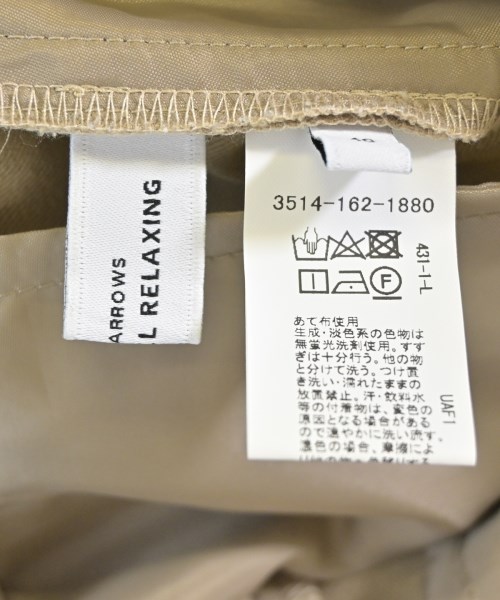 ARROWS
L RELAXING
3514-162-1880
431-1-L
F
あて布使用
生成・淡色系の色物は
無蛍光洗剤使用。すす
ぎは十分行う。他の物
と分けて洗う。つけ置
き洗い・濡れたままの
放置禁止。汗・飲料水
等の付着物は、変色の
原因となる場合がある
ので速やかに洗い流す。
濃色の場合、摩擦によ
UAF1